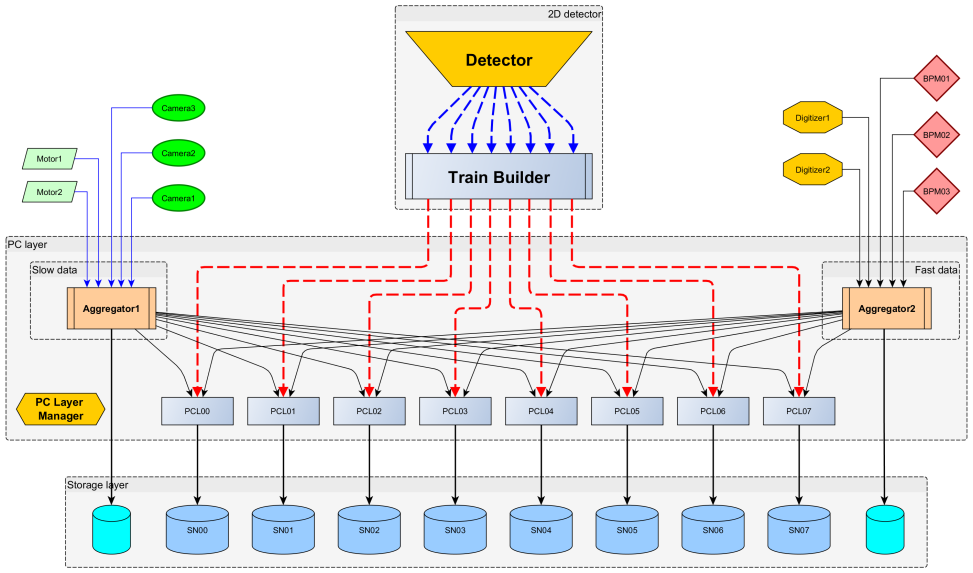 2D detector
Detector
Camera3
BPM01
Digitizer1
BPM02
Motor1
Camera2
Digitizer2
Train Builder
Motor2
Camera1
BPM03
PC layer
Slow data
Fast data
Aggregator1
Aggregator2
PC Layer
Manager
PCL00
PCL01
PCL02
PCL03
PCL04
PCL05
PCL06
PCL07
Storage layer
SN00
SN01
SN02
SN03
SN04
SN05
SN06
SN07